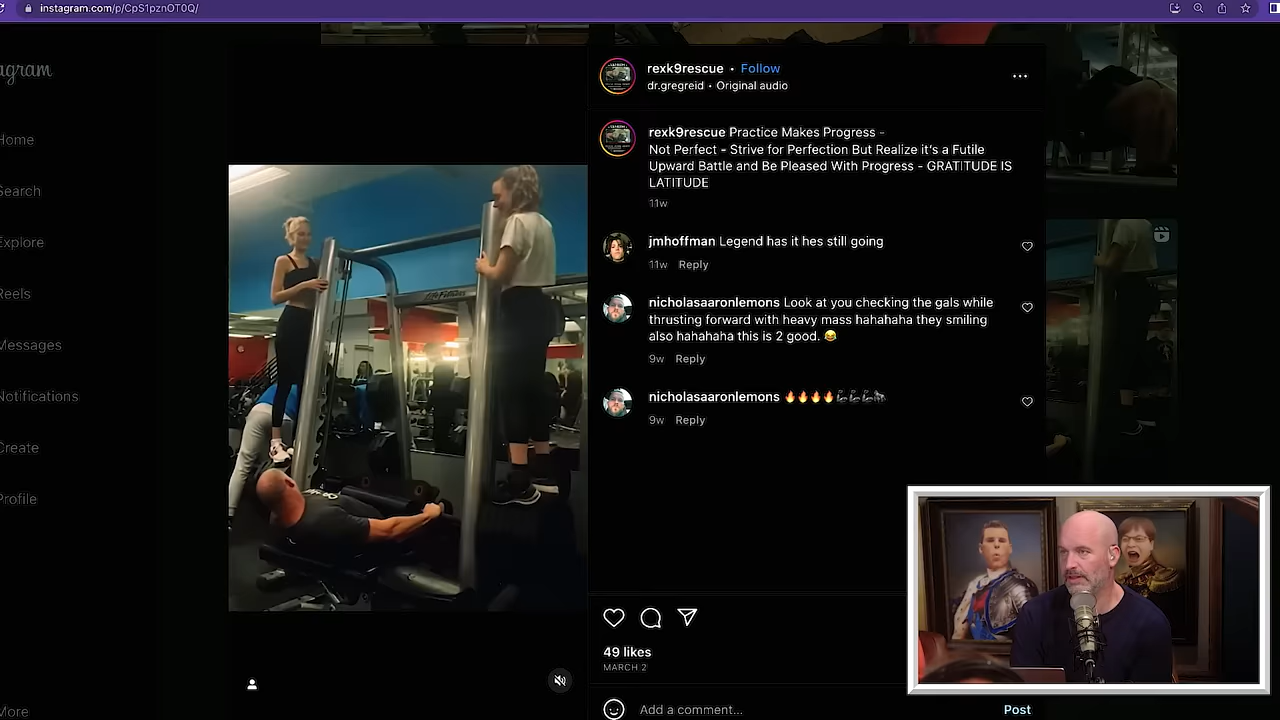 instagram.com/p/CpS1pznOT0Q/
agram
Home
Search
Explore
Reels
Messages
Notifications
Create
Profile
More
rexk9rescue • Follow
dr.gregreid • Original audio
rexk9rescue Practice Makes Progress -
Not Perfect - Strive for Perfection But Realize it's a Futile
Upward Battle and Be Pleased With Progress - GRATITUDE IS
LATITUDE
11w
jmhoffman Legend has it hes still going
11w Reply
nicholasaaronlemons Look at you checking the gals while
thrusting forward with heavy mass hahahaha they smiling
also hahahaha this is 2 good. 😂
9w Reply
nicholasaaronlemons 🔥🔥🔥🔥🦾🦾🦾🦍
9w Reply
49 likes
MARCH 2
Add a comment...
Post